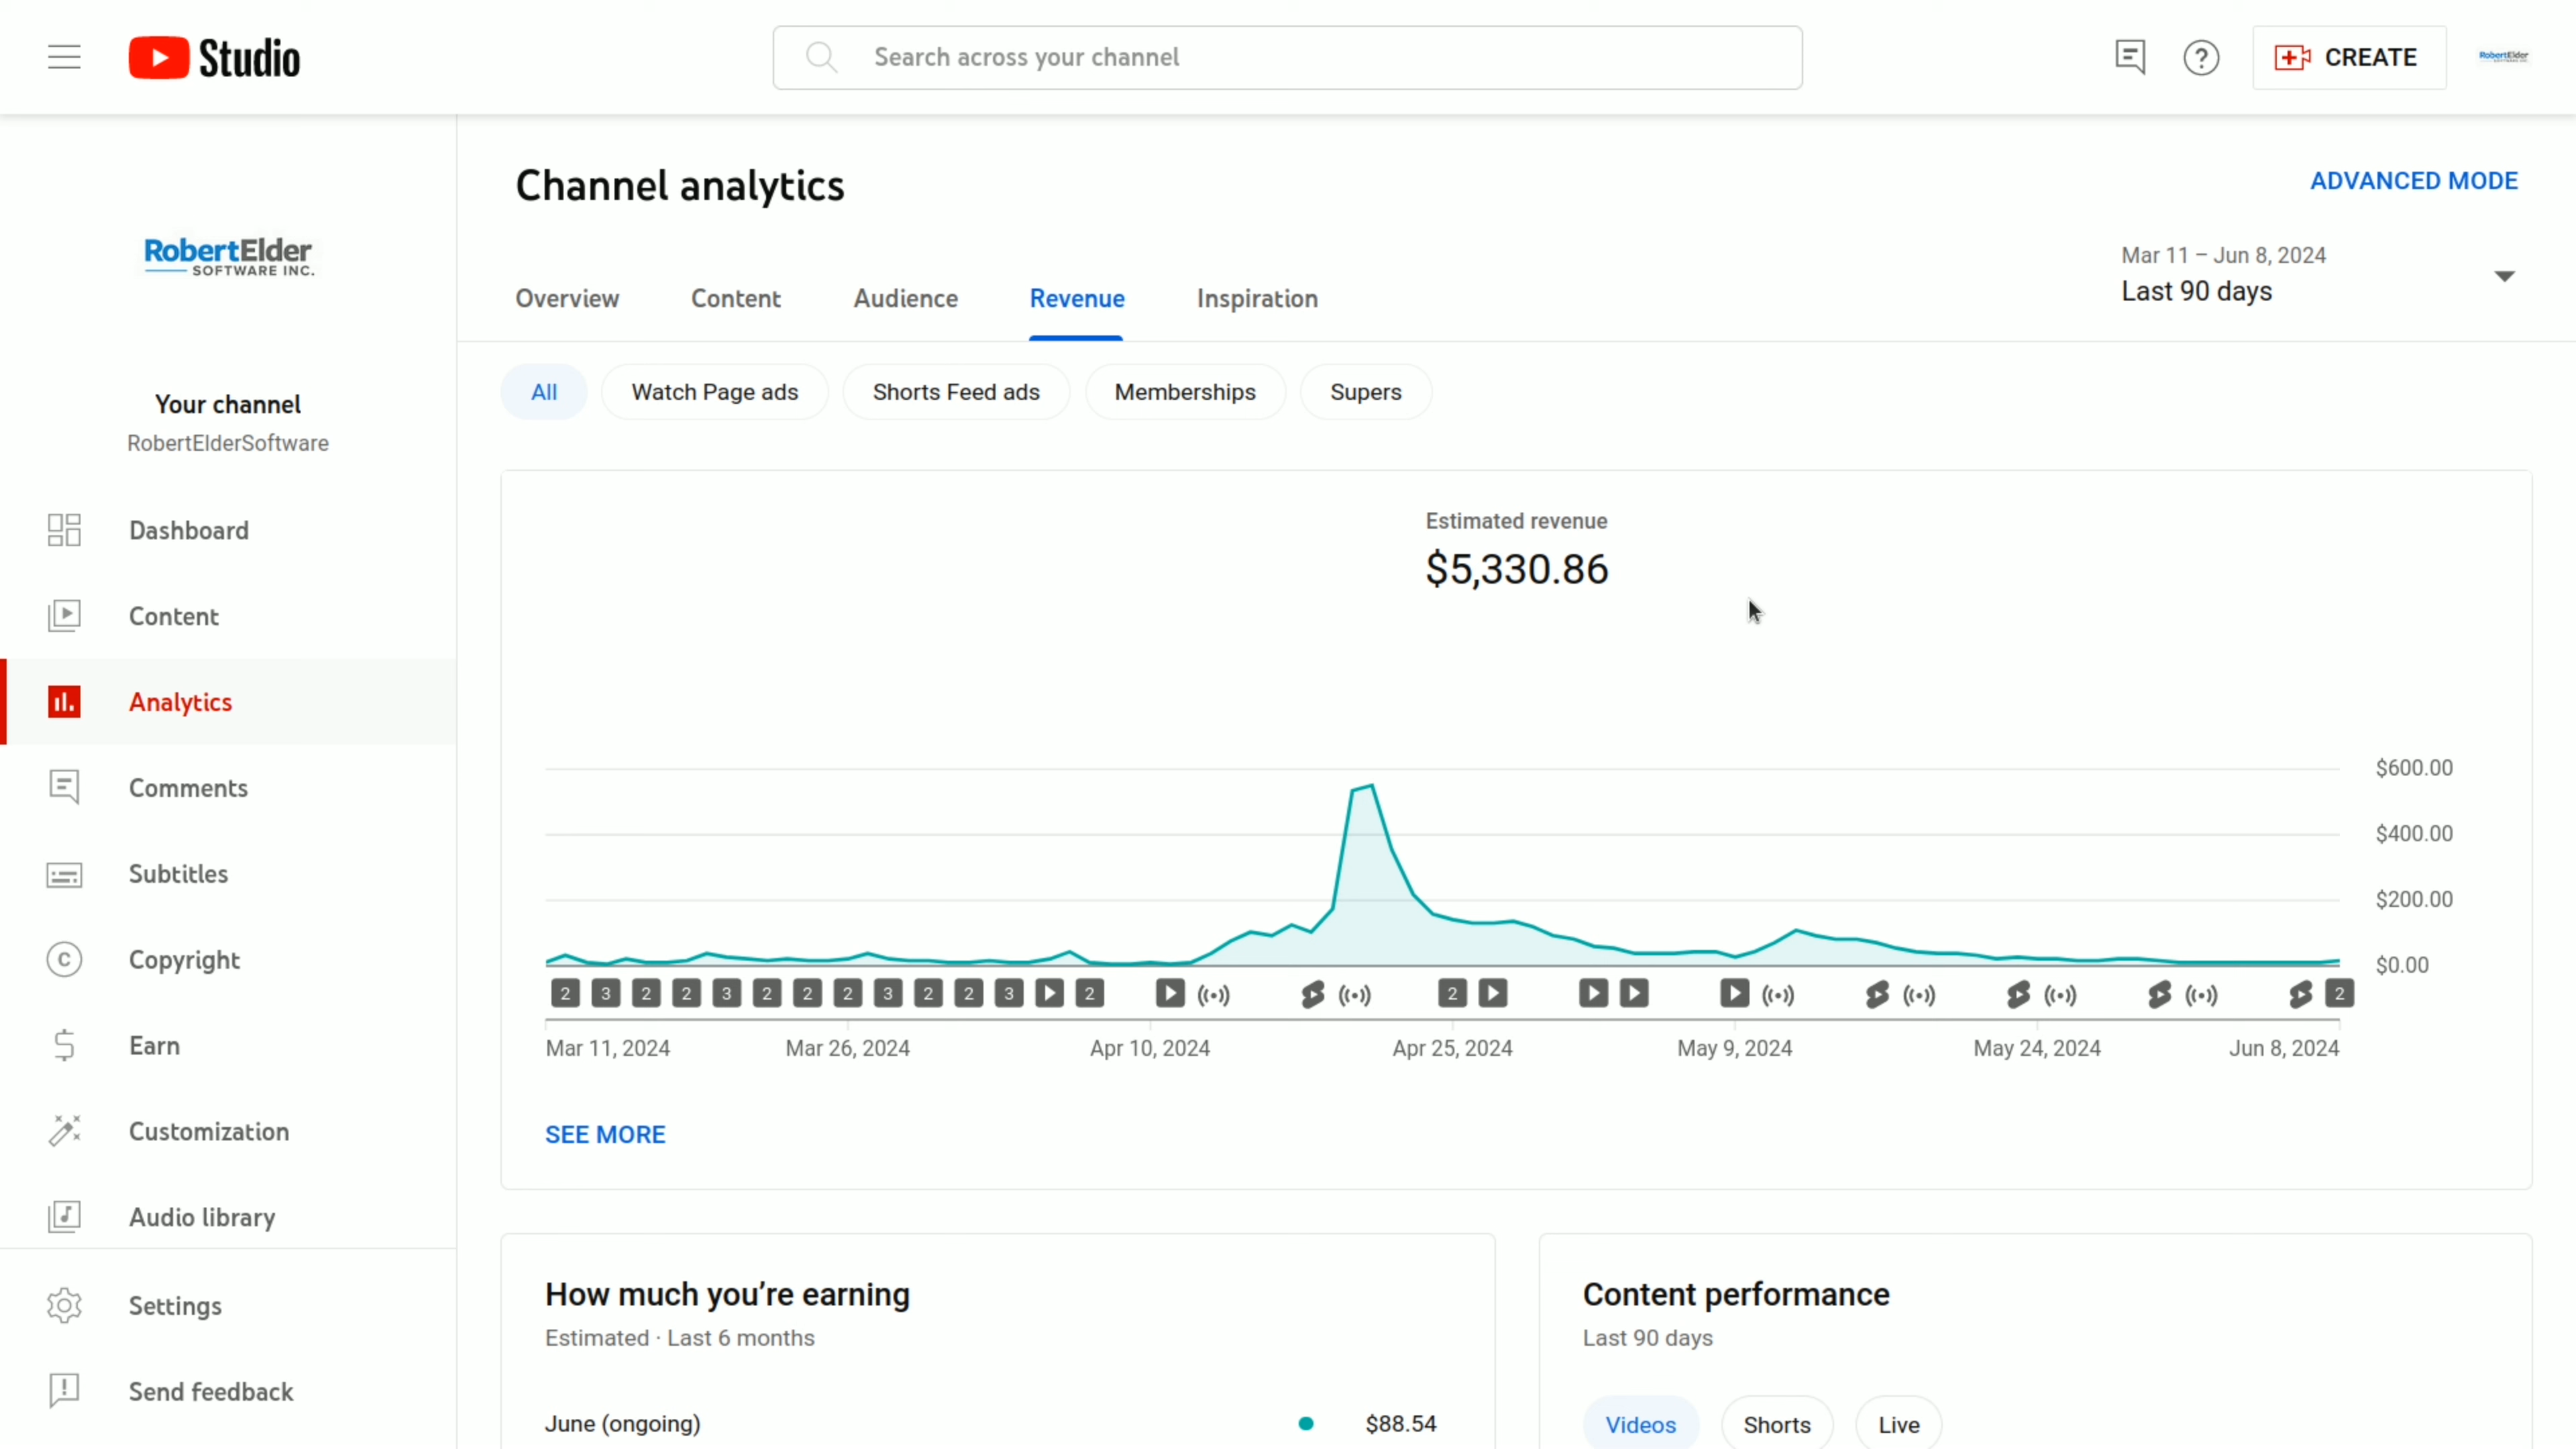 Studio
Search across your channel
CREATE
RobertElder
SOFTWARE INC.
RobertElder
SOFTWARE INC.
Your channel
RobertElderSoftware
Dashboard
Content
Analytics
Comments
Subtitles
Copyright
Earn
Customization
Audio library
Settings
Send feedback
Channel analytics
ADVANCED MODE
Mar 11 – Jun 8, 2024
Last 90 days
Overview Content Audience Revenue Inspiration
All Watch Page ads Shorts Feed ads Memberships Supers
Estimated revenue
$5,330.86
$600.00
$400.00
$200.00
$0.00
2 3 2 2 3 2 2 2 3 2 2 3 2 2 2
Mar 11, 2024 Mar 26, 2024 Apr 10, 2024 Apr 25, 2024 May 9, 2024 May 24, 2024 Jun 8, 2024
SEE MORE
How much you’re earning
Estimated · Last 6 months
June (ongoing) $88.54
Content performance
Last 90 days
Videos Shorts Live